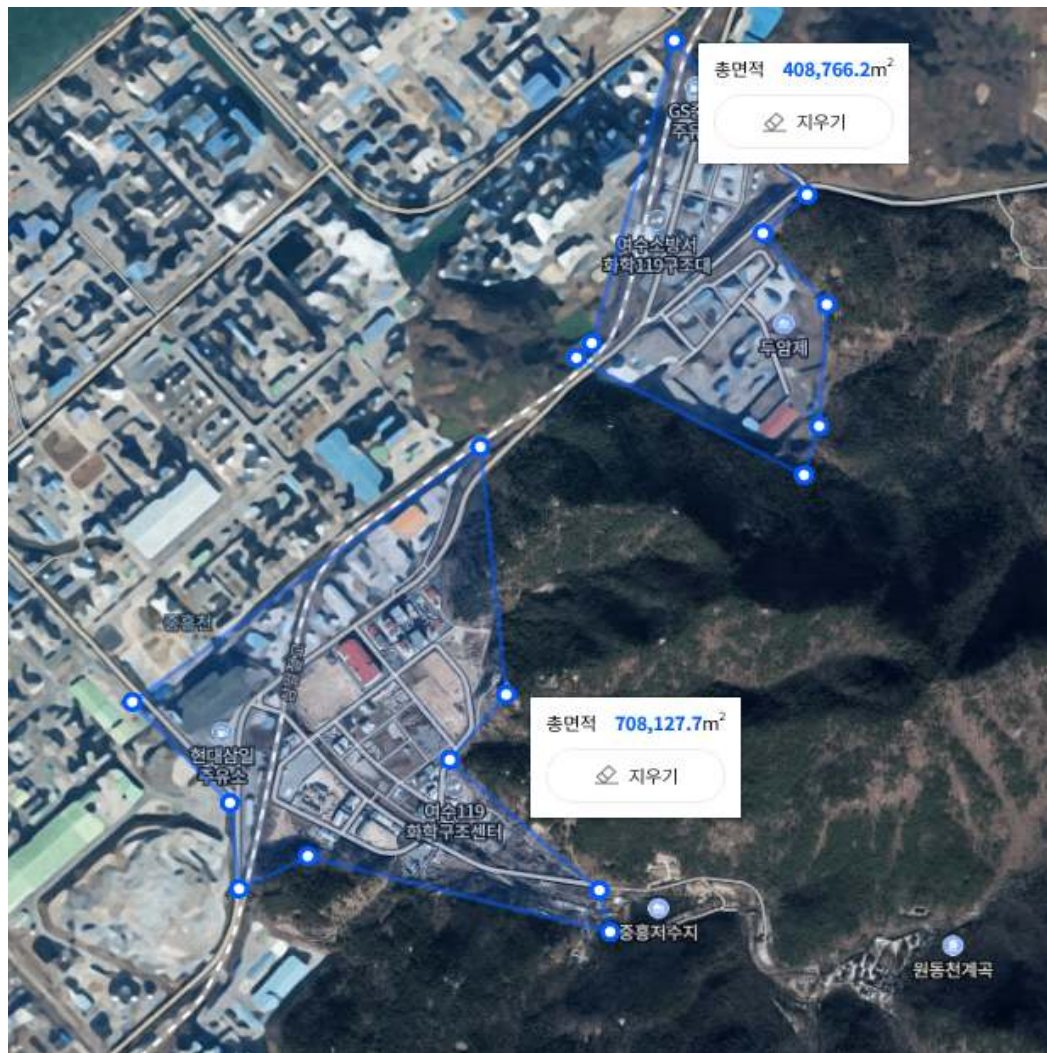 총면적 408,766.2m²
지우기
GS
주유
여수소방서
화학119구조대
두암제
중흥천
현대삼일
주유소
여수119
화학구조센터
총면적 708,127.7m²
지우기
중흥저수지
원동천계곡